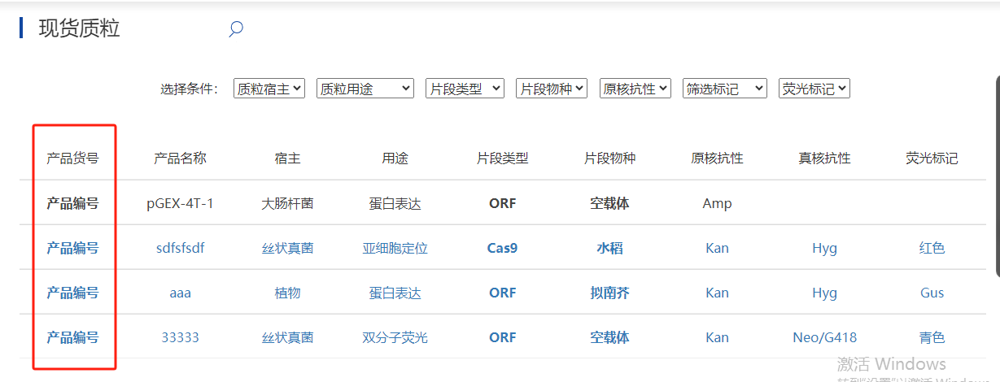 现货质粒
选择条件： 质粒宿主 质粒用途 片段类型 片段物种 原核抗性 筛选标记 荧光标记
产品货号 产品名称 宿主 用途 片段类型 片段物种 原核抗性 真核抗性 荧光标记
产品编号 pGEX-4T-1 大肠杆菌 蛋白表达 ORF 空载体 Amp
产品编号 sdfsfsdf 丝状真菌 亚细胞定位 Cas9 水稻 Kan Hyg 红色
产品编号 aaa 植物 蛋白表达 ORF 拟南芥 Kan Hyg Gus
产品编号 33333 丝状真菌 双分子荧光 ORF 空载体 Kan Neo/G418 青色
激活 Windows
转到"设置"以激活 Windows